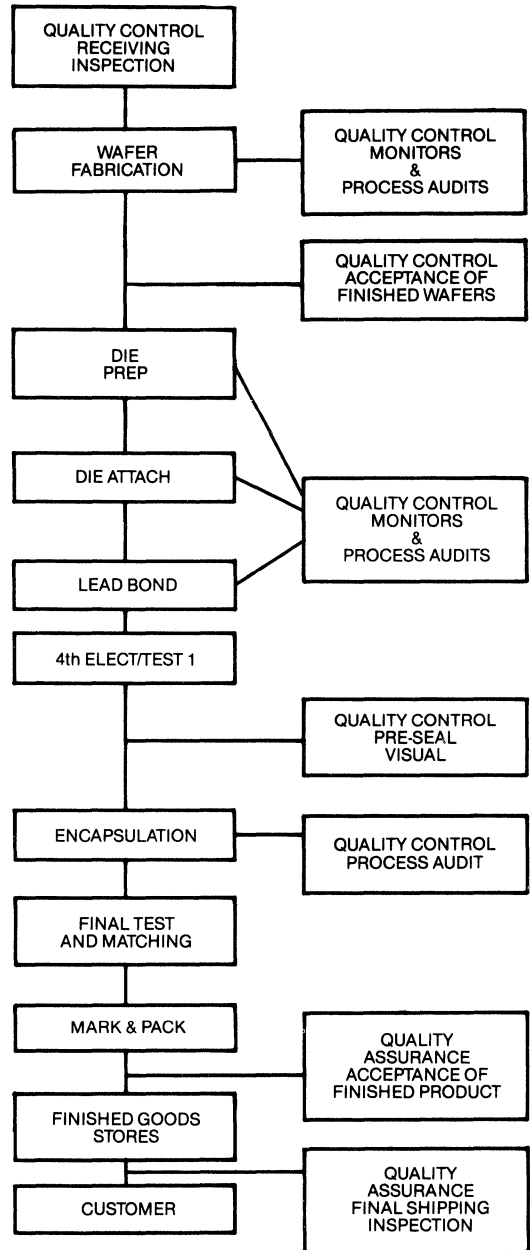 QUALITY CONTROL
RECEIVING
INSPECTION
WAFER
FABRICATION
QUALITY CONTROL
MONITORS
&
PROCESS AUDITS
QUALITY CONTROL
ACCEPTANCE OF
FINISHED WAFERS
DIE
PREP
DIE ATTACH
QUALITY CONTROL
MONITORS
&
PROCESS AUDITS
LEAD BOND
4th ELECT/TEST 1
QUALITY CONTROL
PRE-SEAL
VISUAL
ENCAPSULATION
QUALITY CONTROL
PROCESS AUDIT
FINAL TEST
AND MATCHING
MARK & PACK
QUALITY
ASSURANCE
ACCEPTANCE OF
FINISHED PRODUCT
FINISHED GOODS
STORES
QUALITY
ASSURANCE
FINAL SHIPPING
INSPECTION
CUSTOMER